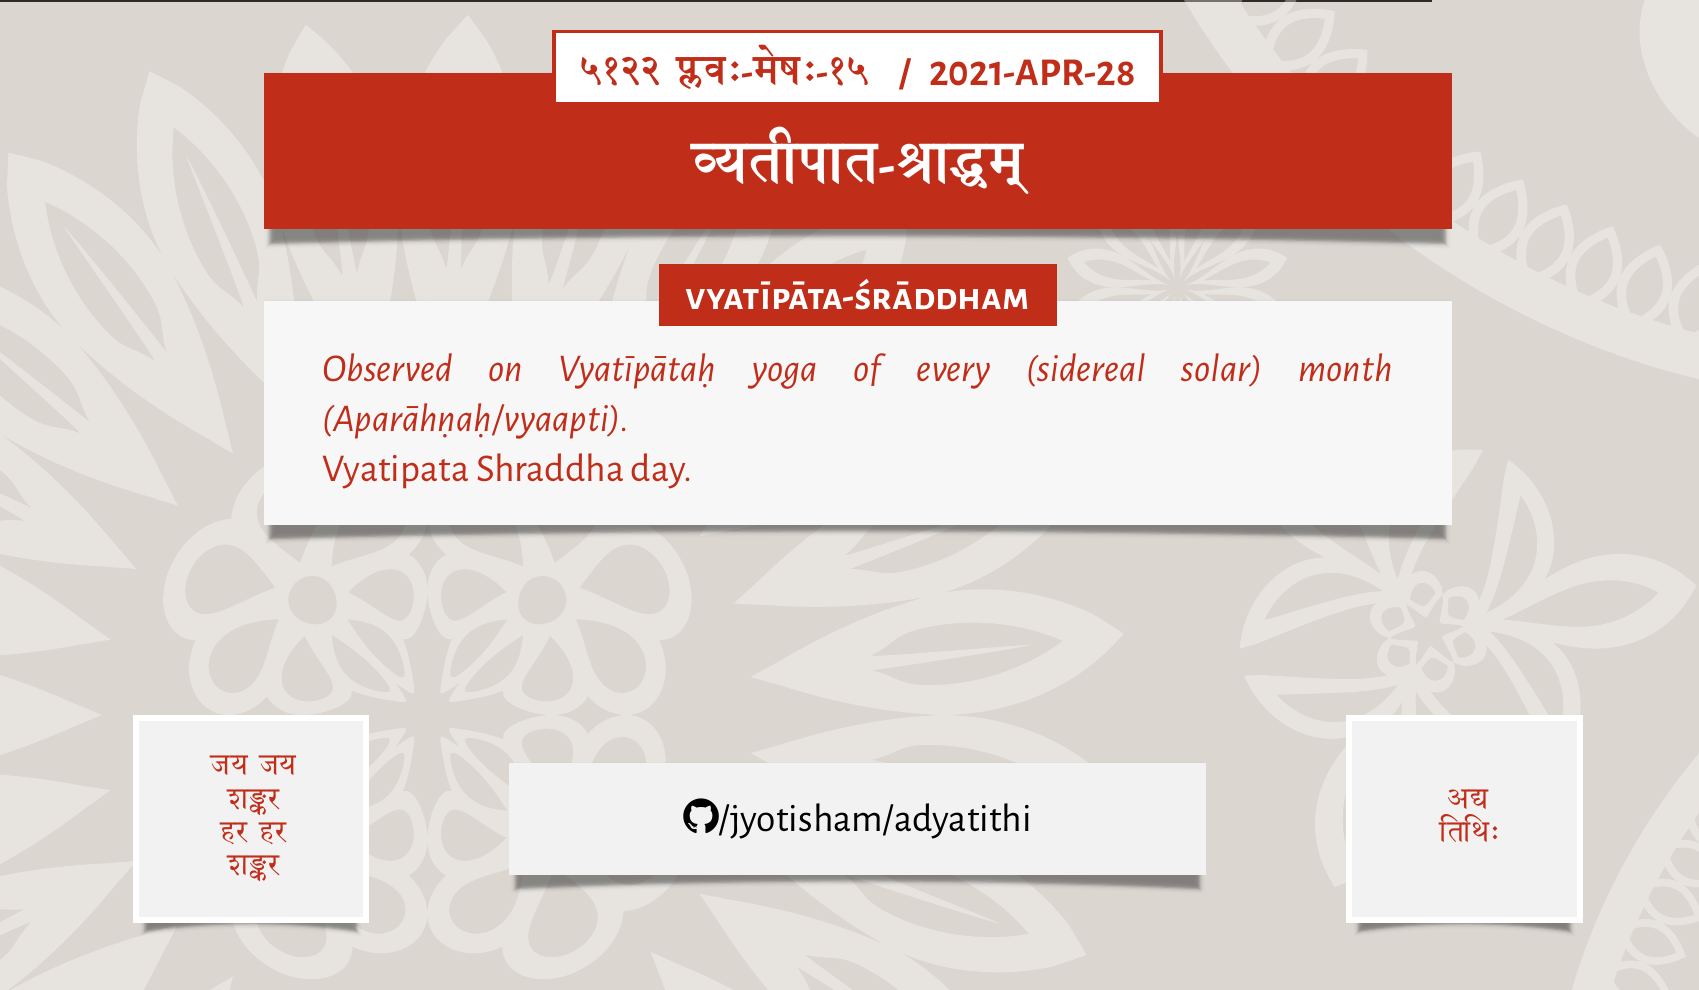 ५१२२ प्लवः-मेषः-१५ / 2021-APR-28
व्यतीपात-श्राद्धम्
VYATĪPĀTA-ŚRĀDDHAM
Observed on Vyatīpātaḥ yoga of every (sidereal solar) month
(Aparāhṇaḥ/vyaapti).
Vyatipata Shraddha day.
जय जय
शङ्कर
हर हर
शङ्कर
/jyotisham/adyatithi
अद्य
तिथिः